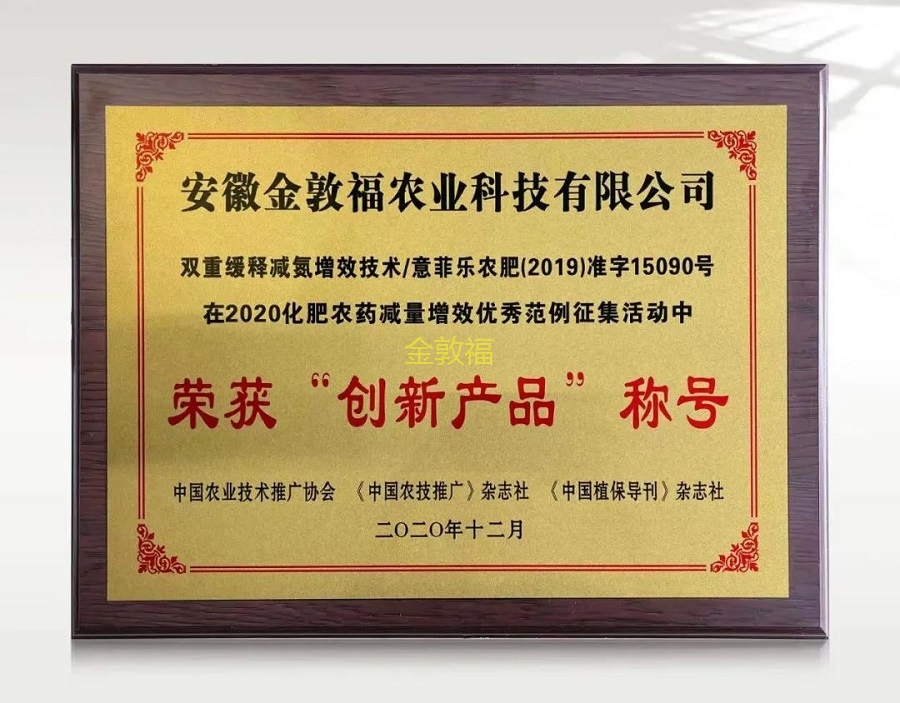 安徽金敦福农业科技有限公司
双重缓释减氮增效技术/意菲乐农肥(2019)准字15090号
在2020化肥农药减量增效优秀范例征集活动中
金敦福
荣获“创新产品”称号
中国农业技术推广协会 《中国农技推广》杂志社 《中国植保导刊》杂志社
二〇二〇年十二月